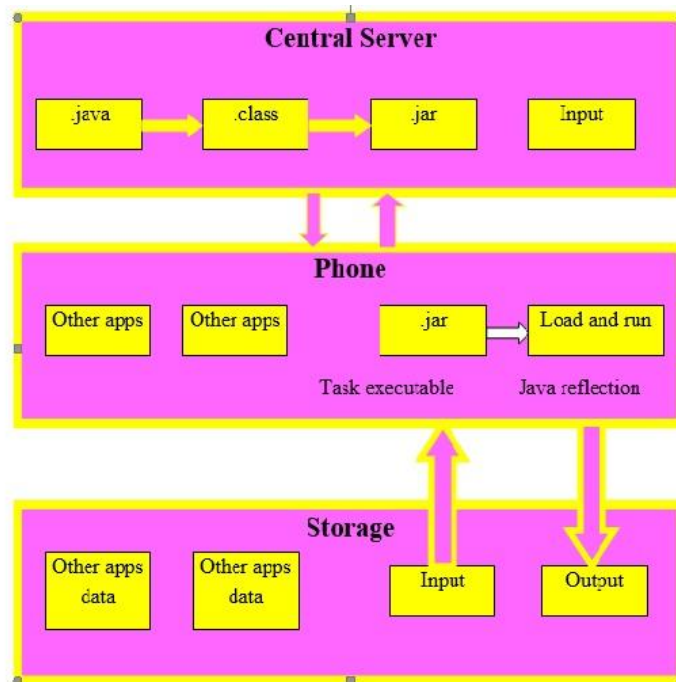 Central Server
.java
.class
.jar
Input
Phone
Other apps
Other apps
.jar
Load and run
Task executable
Java reflection
Storage
Other apps
data
Other apps
data
Input
Output